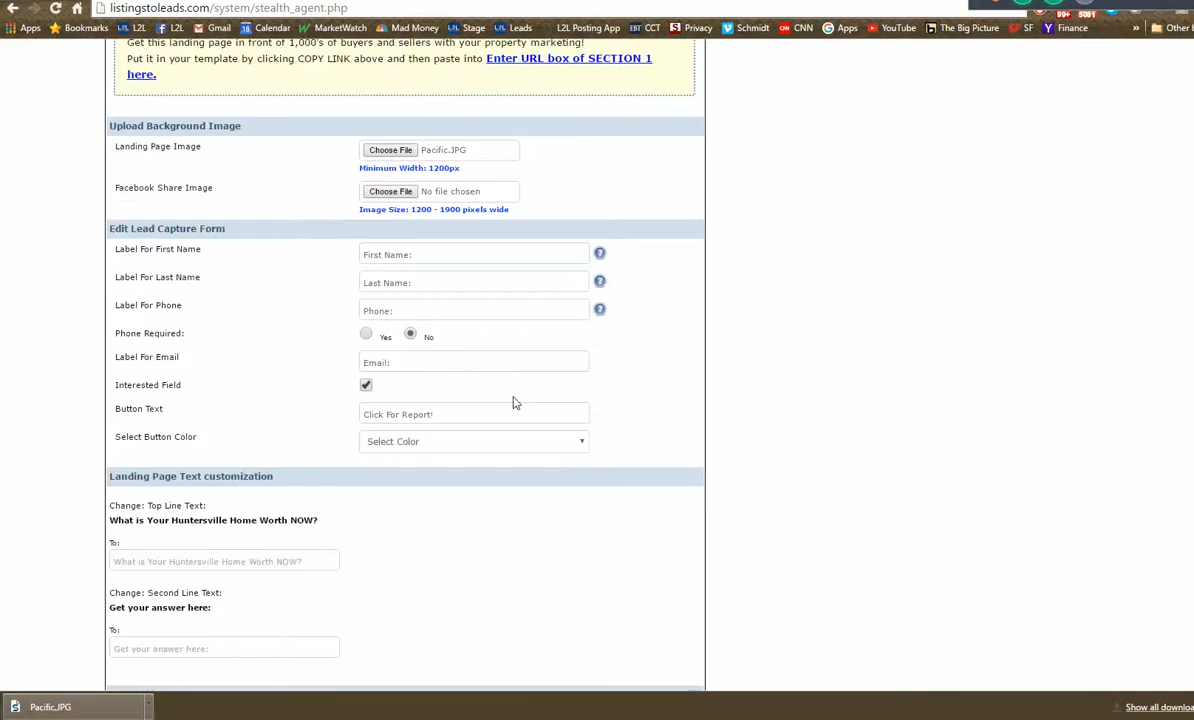 listingstoleads.com/system/stealth_agent.php
Apps Bookmarks L2L L2L Gmail 18 Calendar MarketWatch Mad Money Stage Leads L2L Posting App EBT CCT S Privacy Schmidt CNN Apps YouTube The Big Picture SF Y Finance » Other b
99+ 5061
Get this landing page in front of 1,000's of buyers and sellers with your property marketing!
Put it in your template by clicking COPY LINK above and then paste into Enter URL box of SECTION 1
here.
Upload Background Image
Landing Page Image Choose File Pacific.JPG
Minimum Width: 1200px
Facebook Share Image Choose File No file chosen
Image Size: 1200 - 1900 pixels wide
Edit Lead Capture Form
Label For First Name First Name: ?
Label For Last Name Last Name: ?
Label For Phone Phone: ?
Phone Required: Yes No
Label For Email Email:
Interested Field
Button Text Click For Report!
Select Button Color Select Color
Landing Page Text customization
Change: Top Line Text:
What is Your Huntersville Home Worth NOW?
To:
What is Your Huntersville Home Worth NOW?
Change: Second Line Text:
Get your answer here:
To:
Get your answer here:
Pacific.JPG Show all downloa